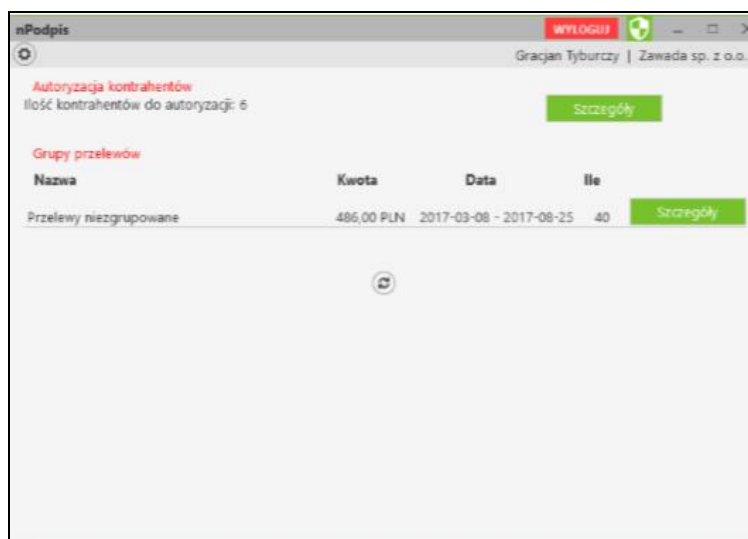 nPodpis WYLOGUJ
Gracjan Tyburczy | Zawada sp. z o.o.
Autoryzacja kontrahentów
Ilość kontrahentów do autoryzacji: 6 Szczegóły
Grupy przelewów
Nazwa Kwota Data Ile
Przelewy niezgrupowane 486,00 PLN 2017-03-08 - 2017-08-25 40 Szczegóły